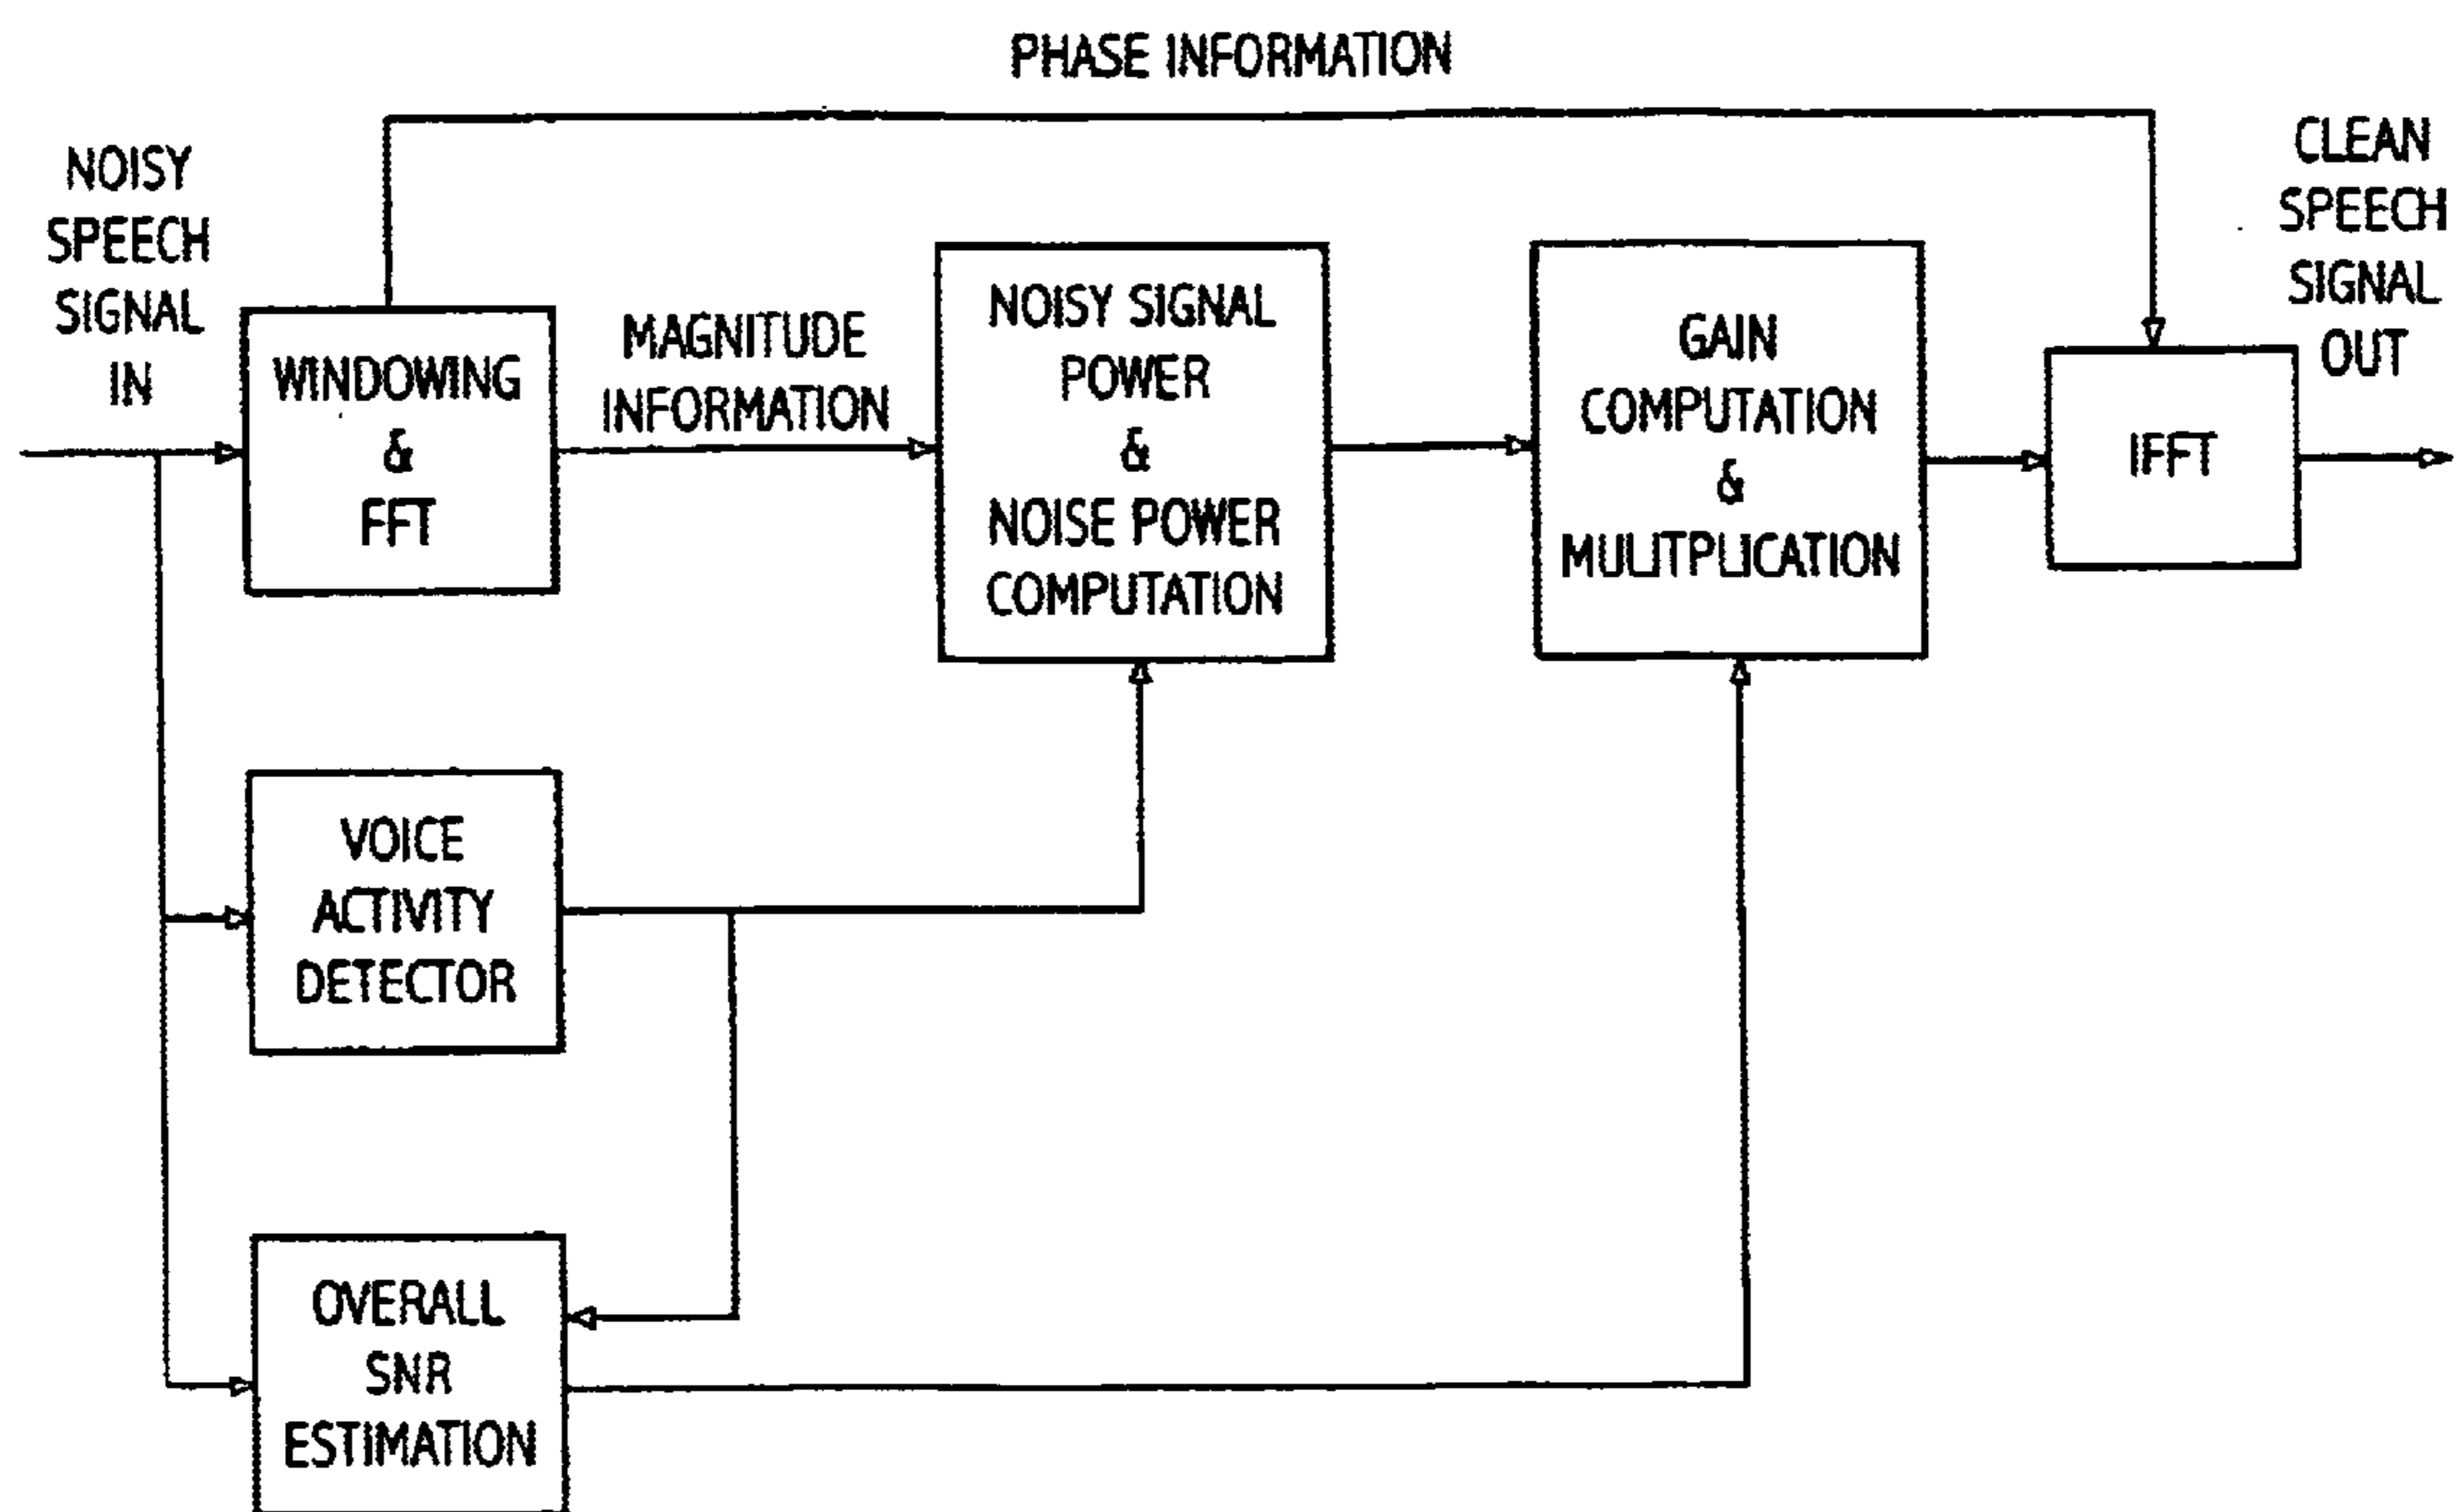 PHASE INFORMATION
NOISY
SPEECH
SIGNAL
IN
CLEAN
SPEECH
SIGNAL
OUT
WINDOWING
&
FFT
MAGNITUDE
INFORMATION
NOISY SIGNAL
POWER
&
NOISE POWER
COMPUTATION
GAIN
COMPUTATION
&
MULITPLICATION
IFFT
VOICE
ACTIVITY
DETECTOR
OVERALL
SNR
ESTIMATION